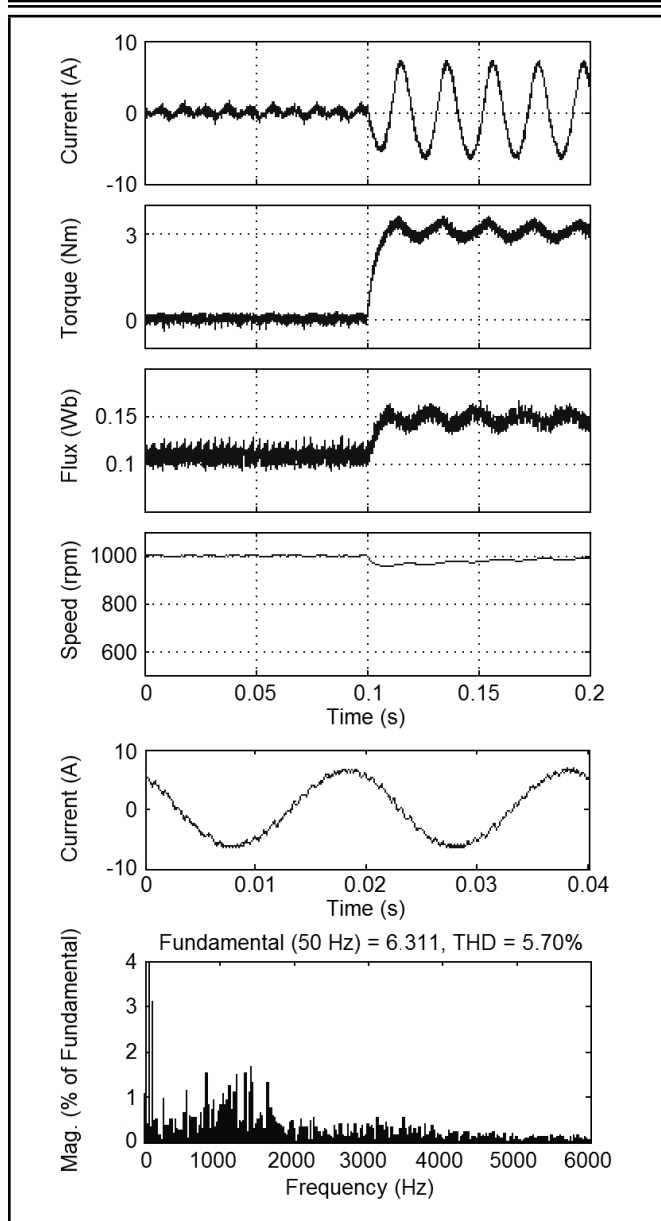 10
0
-10
Current (A)
3
0
Torque (Nm)
0.15
0.1
Flux (Wb)
1000
800
600
Speed (rpm)
0 0.05 0.1 0.15 0.2
Time (s)
10
0
-10
Current (A)
0 0.01 0.02 0.03 0.04
Time (s)
Fundamental (50 Hz) = 6.311, THD = 5.70%
4
3
2
1
0
Mag. (% of Fundamental)
0 1000 2000 3000 4000 5000 6000
Frequency (Hz)